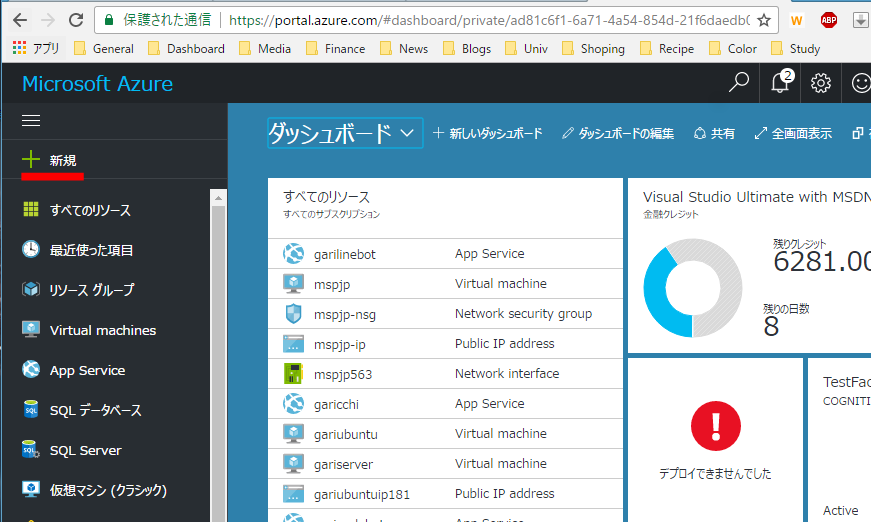 保護された通信 https://portal.azure.com/#dashboard/private/ad81c6f1-6a71-4a54-854d-21f6daedb0
アプリ General Dashboard Media Finance News Blogs Univ Shoping Recipe Color Study
W ABP
Microsoft Azure
2
新規
すべてのリソース
最近使った項目
リソース グループ
Virtual machines
App Service
SQL データベース
SQL Server
仮想マシン (クラシック)
ダッシュボード
新しいダッシュボード
ダッシュボードの編集
共有
全画面表示
すべてのリソース
すべてのサブスクリプション
garilinebot App Service
mspjp Virtual machine
mspjp-nsg Network security group
mspjp-ip Public IP address
mspjp563 Network interface
garicchi App Service
gariubuntu Virtual machine
gariserver Virtual machine
gariubuntuip181 Public IP address
App Service
Visual Studio Ultimate with MSDN
金融クレジット
残りクレジット
6281.00
残りの日数
8
デプロイできませんでした
TestFac
COGNITI
Active